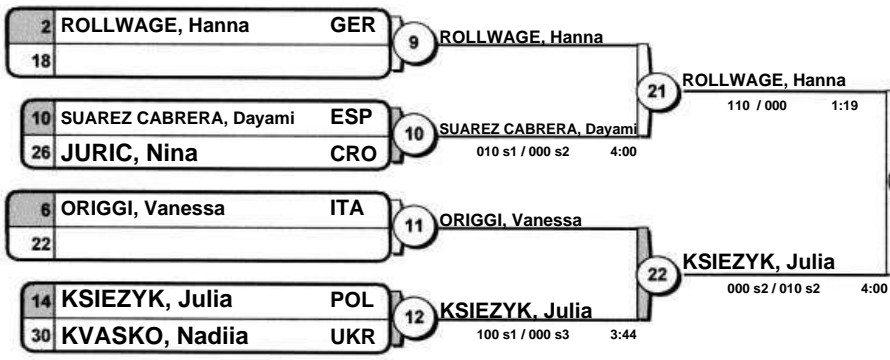 2 ROLLWAGE, Hanna GER
18
9 ROLLWAGE, Hanna
10 SUAREZ CABRERA, Dayami ESP
26 JURIC, Nina CRO
10 SUAREZ CABRERA, Dayami
010 s1 / 000 s2 4:00
21 ROLLWAGE, Hanna
110 / 000 1:19
6 ORIGGI, Vanessa ITA
22
11 ORIGGI, Vanessa
14 KSIEZYK, Julia POL
30 KVASKO, Nadiia UKR
12 KSIEZYK, Julia
100 s1 / 000 s3 3:44
22 KSIEZYK, Julia
000 s2 / 010 s2 4:00